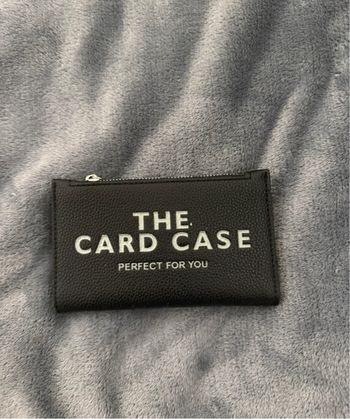 THE
CARD CASE
PERFECT FOR YOU